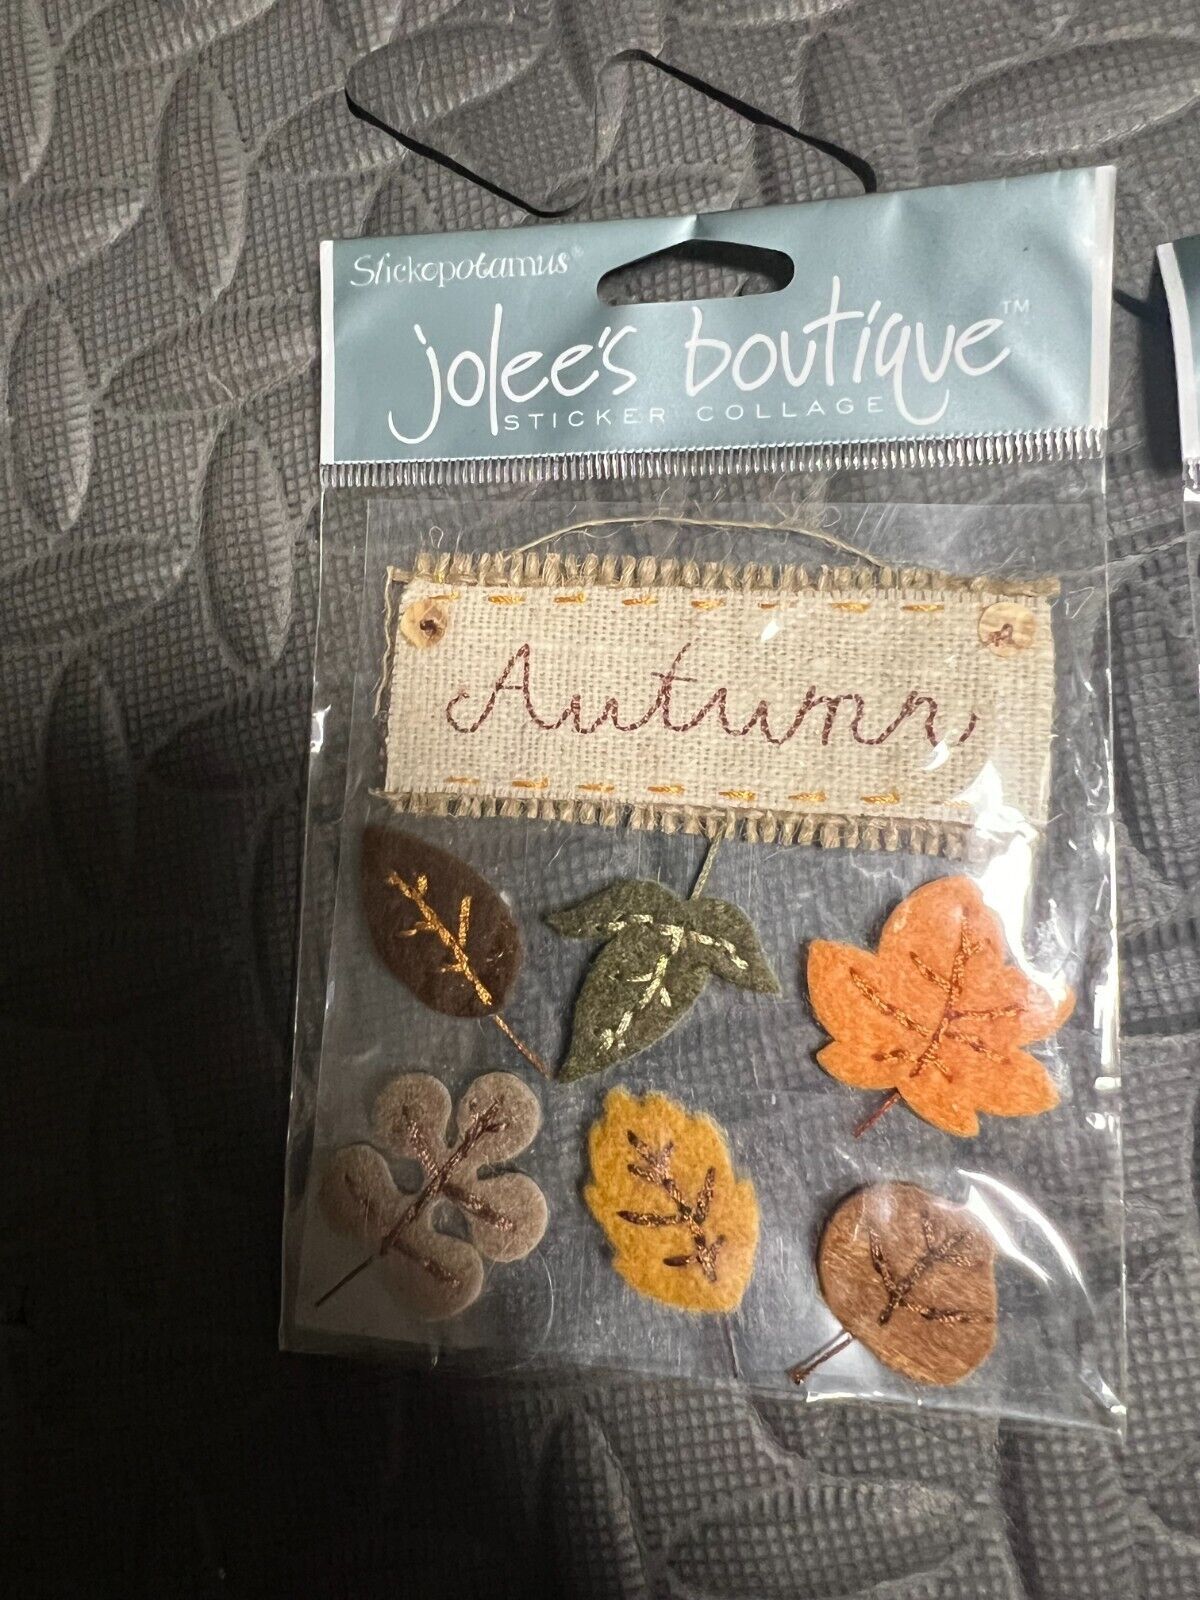 Stickopotamus®
jolee's boutique™
STICKER COLLAGE
Autumn